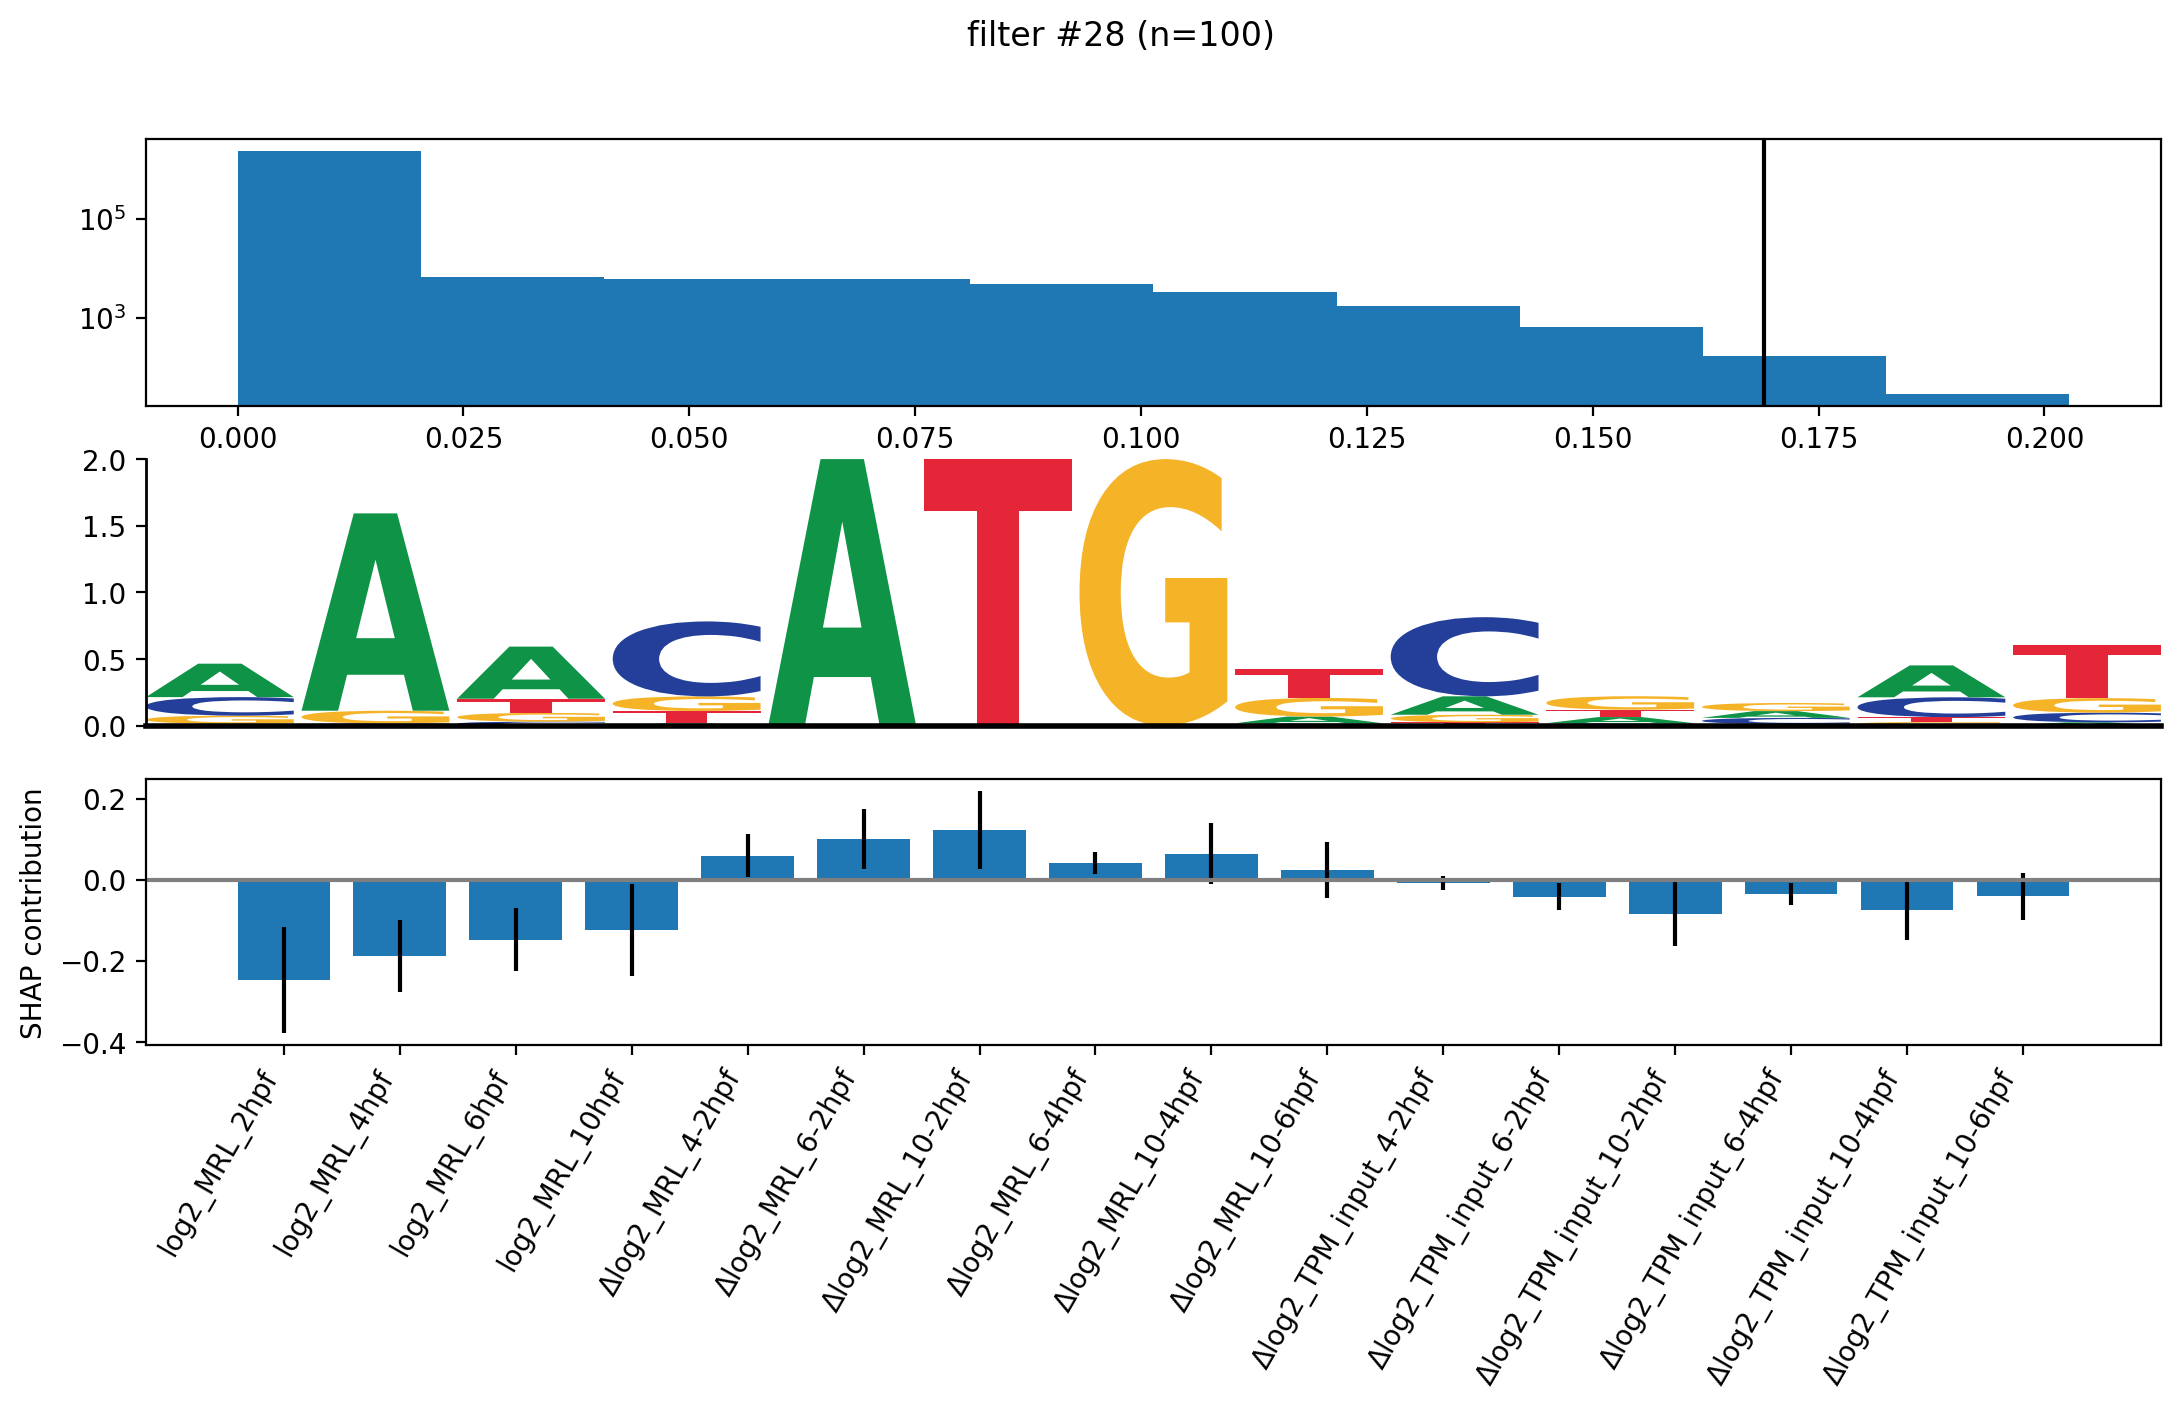 filter #28 (n=100)
10^5
10^3
0.000 0.025 0.050 0.075 0.100 0.125 0.150 0.175 0.200
2.0
1.5
1.0
0.5
0.0
A A A C A T G T C G G A T
C G T G G A T A C G
G G T A G A C T C
SHAP contribution
0.2
0.0
−0.2
−0.4
log2_MRL_2hpf
log2_MRL_4hpf
log2_MRL_6hpf
log2_MRL_10hpf
Δlog2_MRL_4-2hpf
Δlog2_MRL_6-2hpf
Δlog2_MRL_10-2hpf
Δlog2_MRL_6-4hpf
Δlog2_MRL_10-4hpf
Δlog2_MRL_10-6hpf
Δlog2_TPM_input_4-2hpf
Δlog2_TPM_input_6-2hpf
Δlog2_TPM_input_10-2hpf
Δlog2_TPM_input_6-4hpf
Δlog2_TPM_input_10-4hpf
Δlog2_TPM_input_10-6hpf